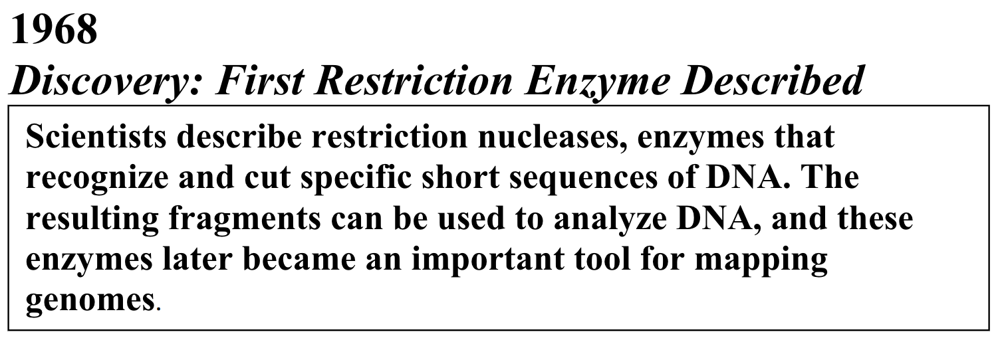 1968
Discovery: First Restriction Enzyme Described
Scientists describe restriction nucleases, enzymes that
recognize and cut specific short sequences of DNA. The
resulting fragments can be used to analyze DNA, and these
enzymes later became an important tool for mapping
genomes.